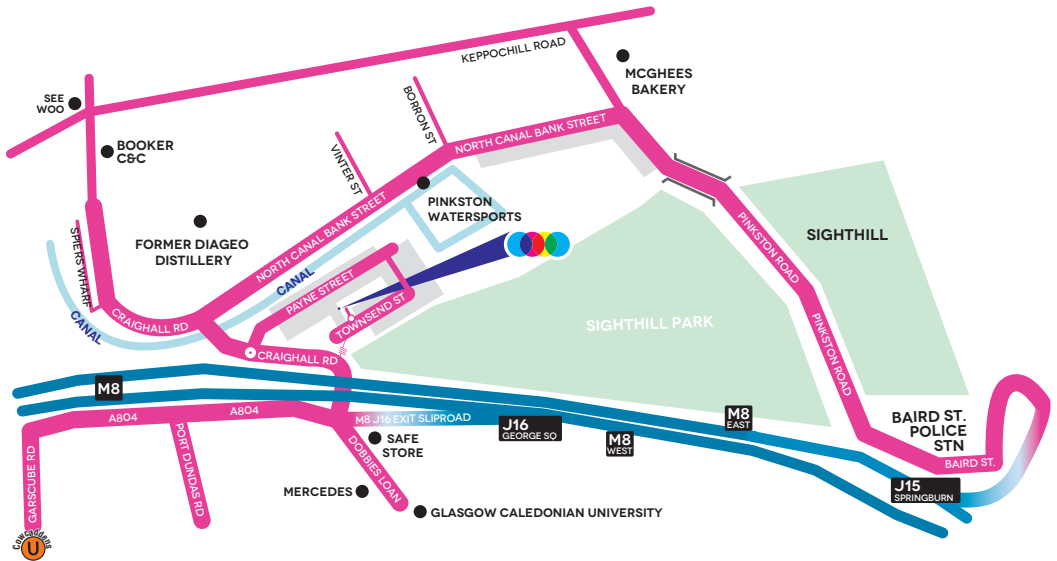 KEPPOCHILL ROAD
MCGHEES
BAKERY
SEE
WOO
BOOKER
C&C
BORRON ST
NORTH CANAL BANK STREET
VINTER ST
PINKSTON
WATERSPORTS
FORMER DIAGEO
DISTILLERY
NORTH CANAL BANK STREET
SPIERS WHARF
CANAL
CANAL
PAYNE STREET
TOWNSEND ST
CRAIGHALL RD
CRAIGHALL RD
PINKSTON ROAD
SIGHTHILL
SIGHTHILL PARK
PINKSTON ROAD
M8
A804
A804
M8 J16 EXIT SLIPROAD
J16
GEORGE SQ
M8
EAST
M8
WEST
BAIRD ST.
POLICE
STN
BAIRD ST.
J15
SPRINGBURN
SAFE
STORE
DOBBIES LOAN
PORT DUNDAS RD
GARSCUBE RD
MERCEDES
GLASGOW CALEDONIAN UNIVERSITY
Cowcaddens
U